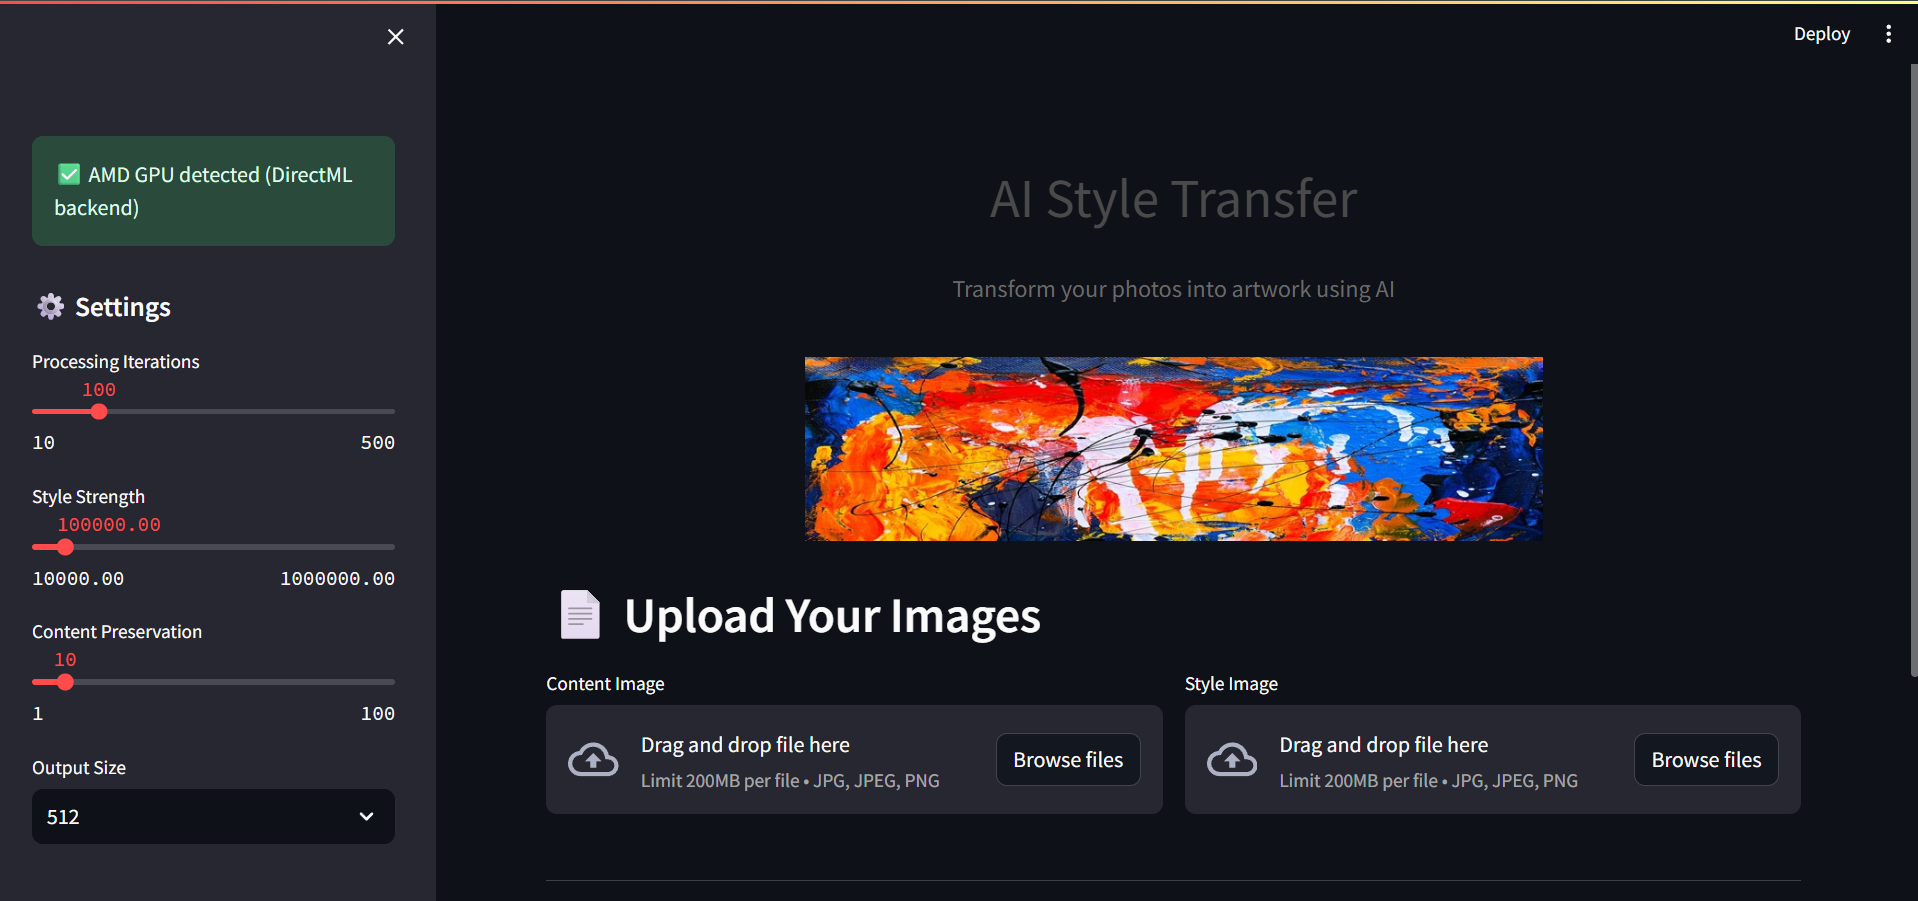 Deploy
AMD GPU detected (DirectML
backend)
Settings
Processing Iterations
100
10 500
Style Strength
100000.00
10000.00 1000000.00
Content Preservation
10
1 100
Output Size
512
AI Style Transfer
Transform your photos into artwork using AI
Upload Your Images
Content Image
Drag and drop file here
Limit 200MB per file • JPG, JPEG, PNG
Browse files
Style Image
Drag and drop file here
Limit 200MB per file • JPG, JPEG, PNG
Browse files